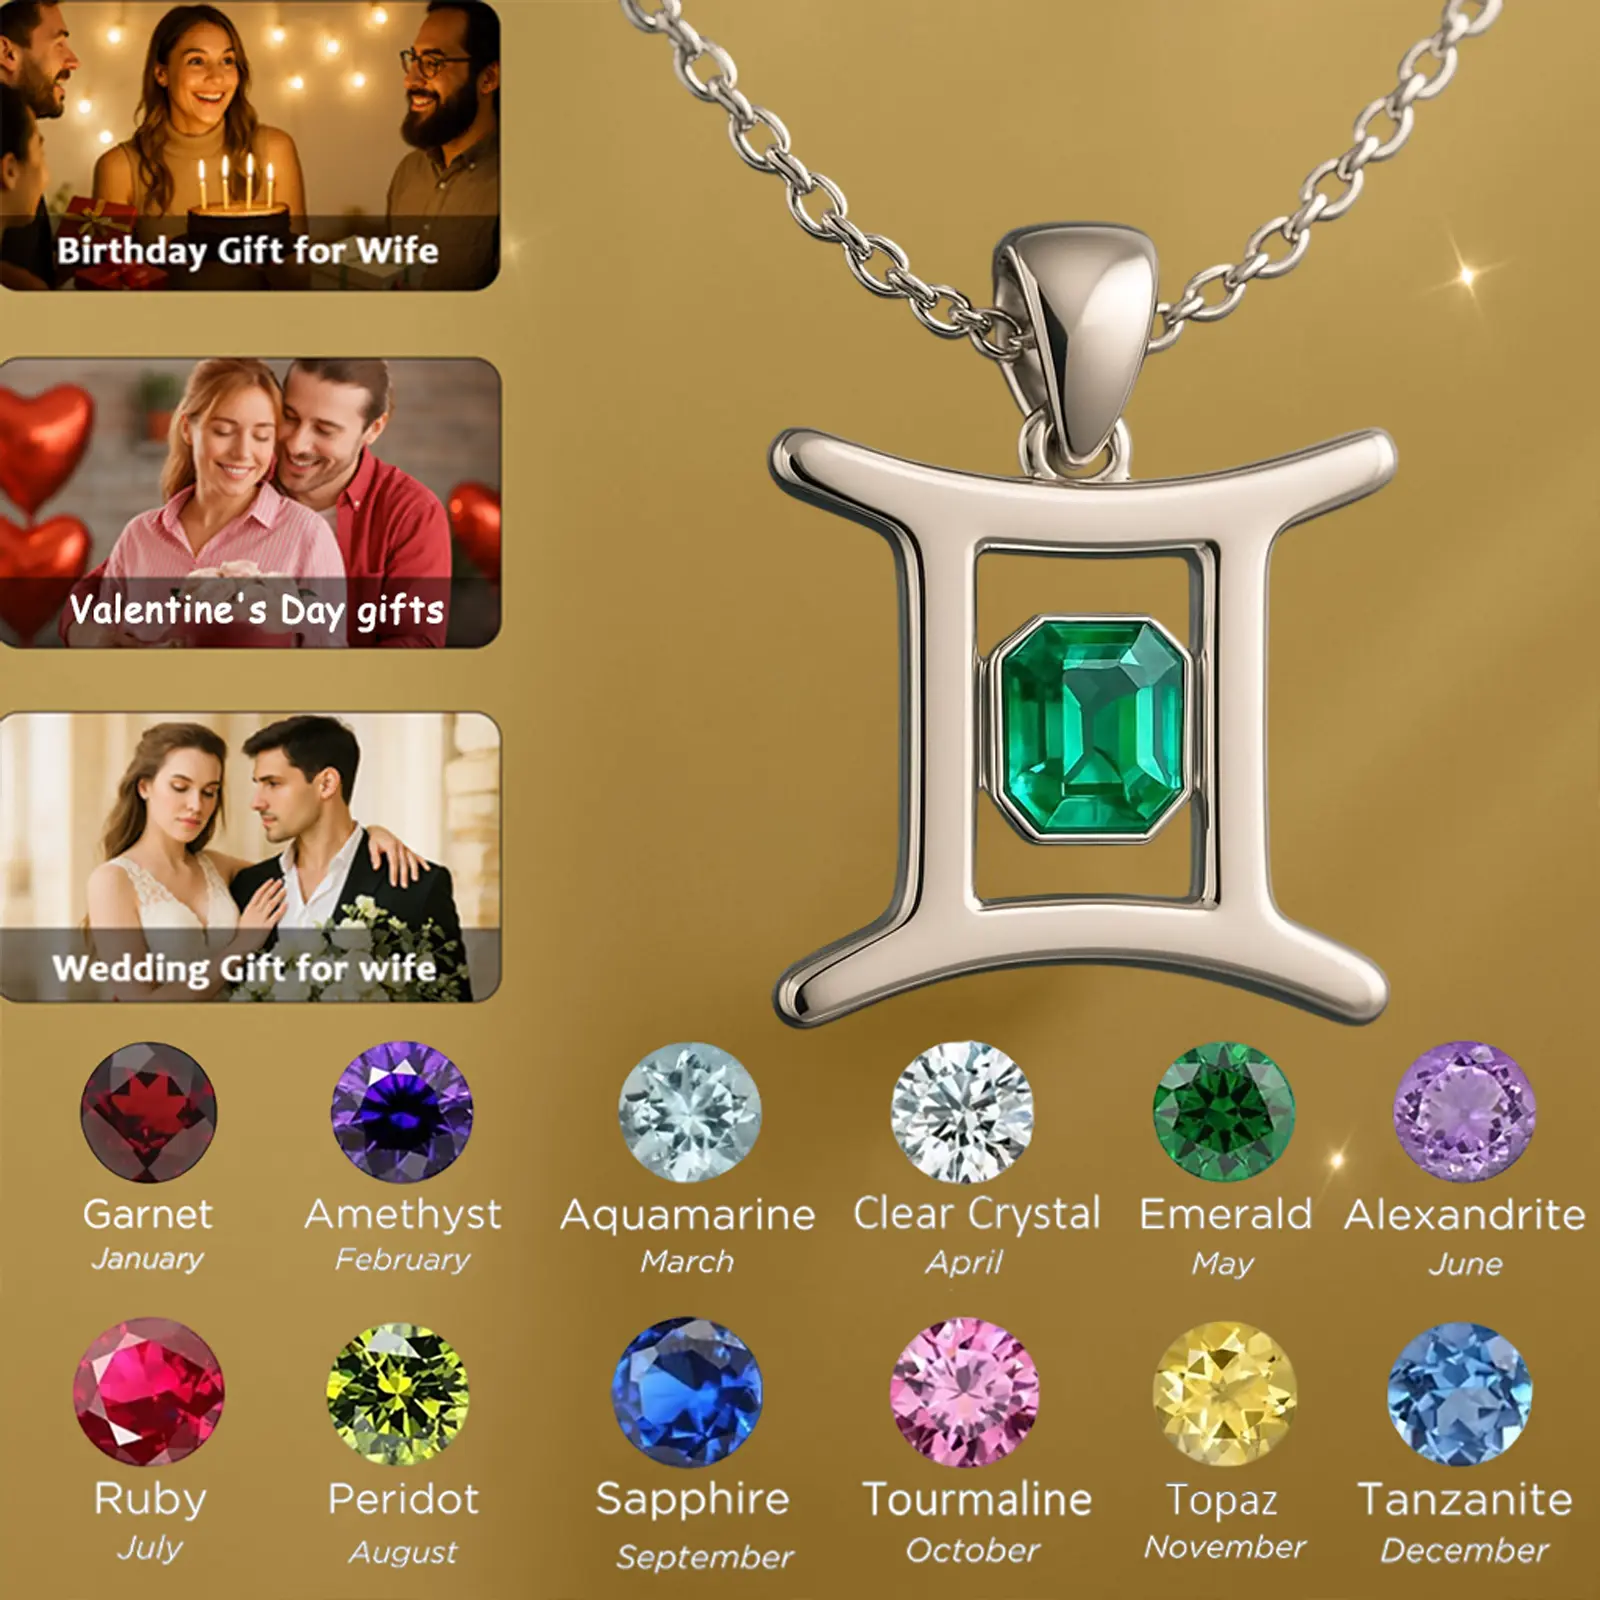 Birthday Gift for Wife
Valentine's Day gifts
Wedding Gift for wife
Garnet
January
Amethyst
February
Aquamarine
March
Clear Crystal
April
Emerald
May
Alexandrite
June
Ruby
July
Peridot
August
Sapphire
September
Tourmaline
October
Topaz
November
Tanzanite
December